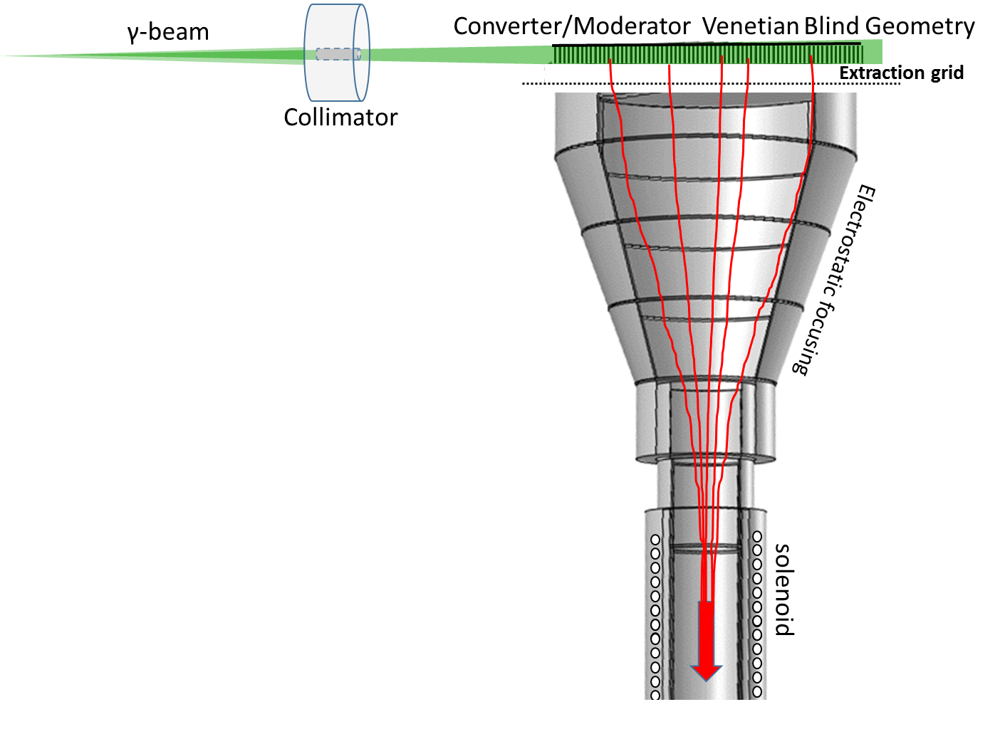 γ-beam
Converter/Moderator Venetian Blind Geometry
Extraction grid
Collimator
Electrostatic focusing
solenoid